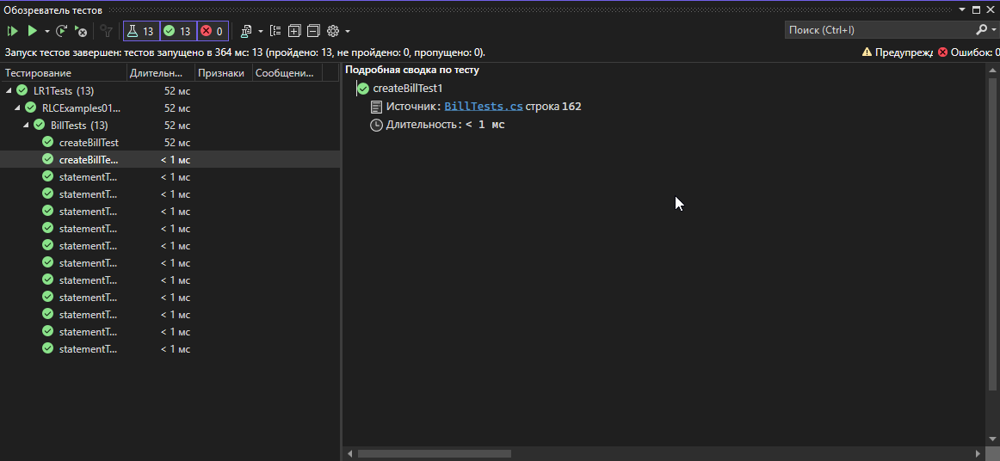 Обозреватель тестов
13 13 0 Поиск (Ctrl+I)
Запуск тестов завершен: тестов запущено в 364 мс: 13 (пройдено: 13, не пройдено: 0, пропущено: 0). Предупрежд Ошибок: 0
Тестирование Длительн... Признаки Сообщени...
LR1Tests (13) 52 мс
RLCExamples01... 52 мс
BillTests (13) 52 мс
createBillTest 52 мс
createBillTe... < 1 мс
statementT... < 1 мс
statementT... < 1 мс
statementT... < 1 мс
statementT... < 1 мс
statementT... < 1 мс
statementT... < 1 мс
statementT... < 1 мс
statementT... < 1 мс
statementT... < 1 мс
statementT... < 1 мс
statementT... < 1 мс
Подробная сводка по тесту
createBillTest1
Источник: BillTests.cs строка 162
Длительность: < 1 мс